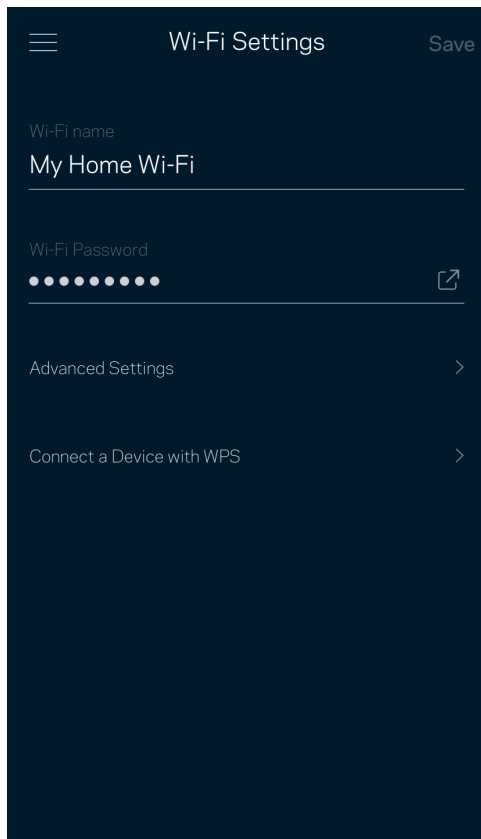 Wi-Fi Settings
Save
Wi-Fi name
My Home Wi-Fi
Wi-Fi Password
●●●●●●●●●
Advanced Settings
Connect a Device with WPS